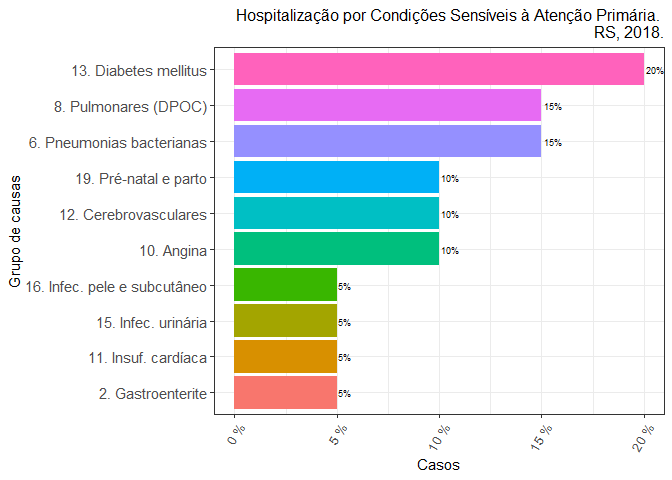 Hospitalização por Condições Sensíveis à Atenção Primária.
RS, 2018.
Grupo de causas
13. Diabetes mellitus
20%
8. Pulmonares (DPOC)
15%
6. Pneumonias bacterianas
15%
19. Pré-natal e parto
10%
12. Cerebrovasculares
10%
10. Angina
10%
16. Infec. pele e subcutâneo
5%
15. Infec. urinária
5%
11. Insuf. cardíaca
5%
2. Gastroenterite
5%
0 %
5 %
10 %
15 %
20 %
Casos